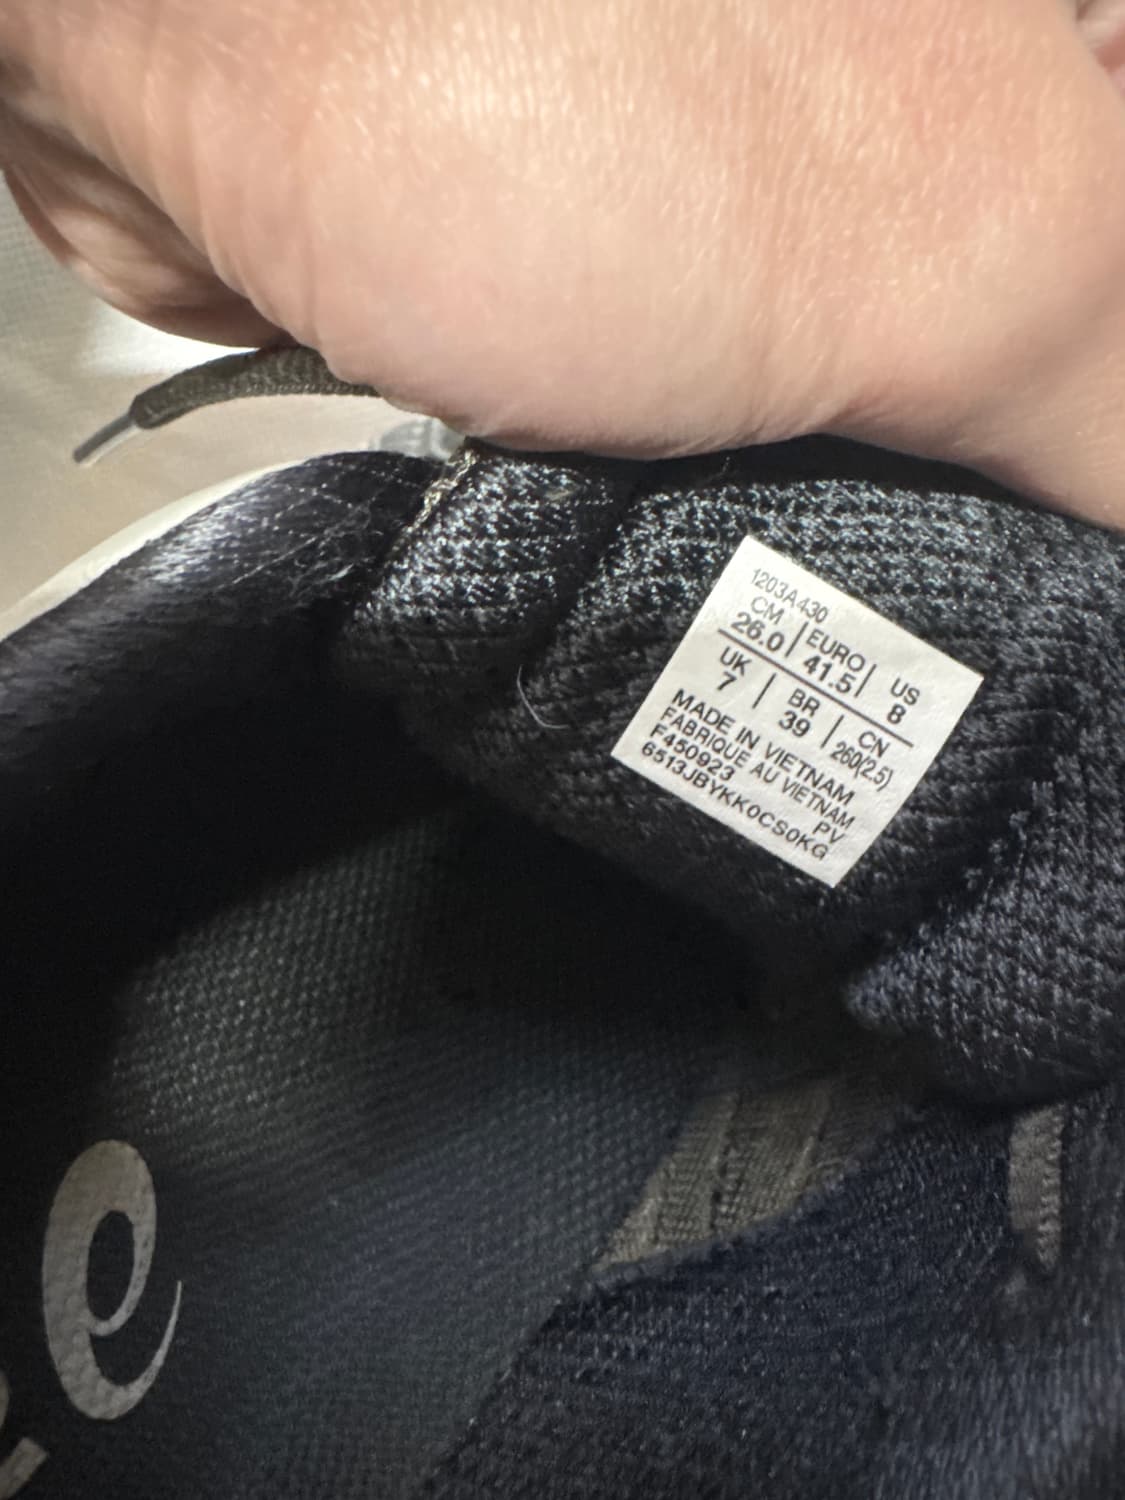 1203A430
CM | EURO | US
26.0 | 41.5 | 8
UK | BR | CN
7 | 39 | 260(2.5)
MADE IN VIETNAM
FABRIQUE AU VIETNAM
F450923 PV
6513JBYKK0CS0KG
e